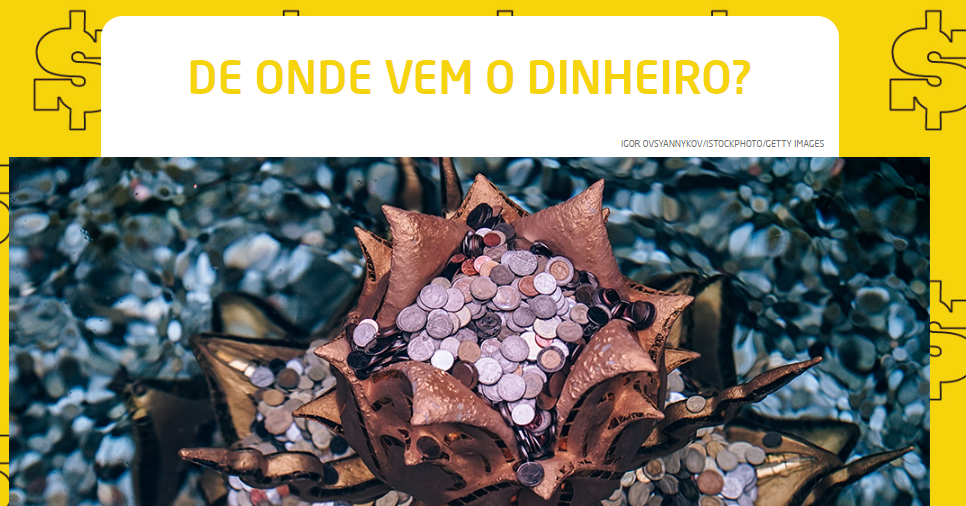 DE ONDE VEM O DINHEIRO?
IGOR OVSYANNYKOV/ISTOCKPHOTO/GETTY IMAGES